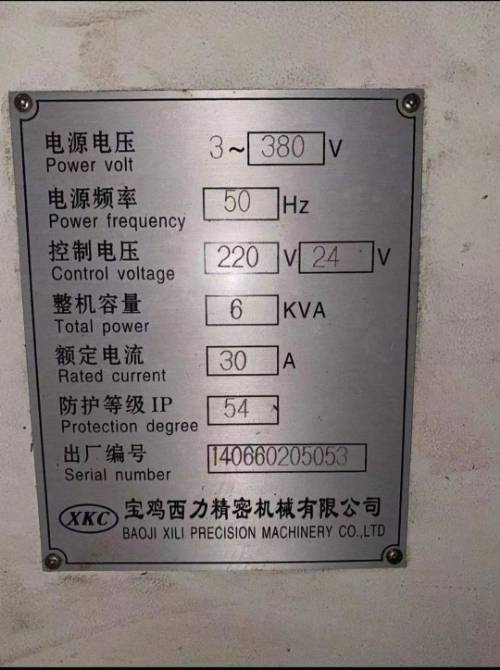 电源电压 3~ 380 V
Power volt
电源频率 50 Hz
Power frequency
控制电压 220 V 24 V
Control voltage
整机容量 6 KVA
Total power
额定电流 30 A
Rated current
防护等级 IP 54
Protection degree
出厂编号 140660205053
Serial number
XKC 宝鸡西力精密机械有限公司
BAOJI XILI PRECISION MACHINERY CO.,LTD